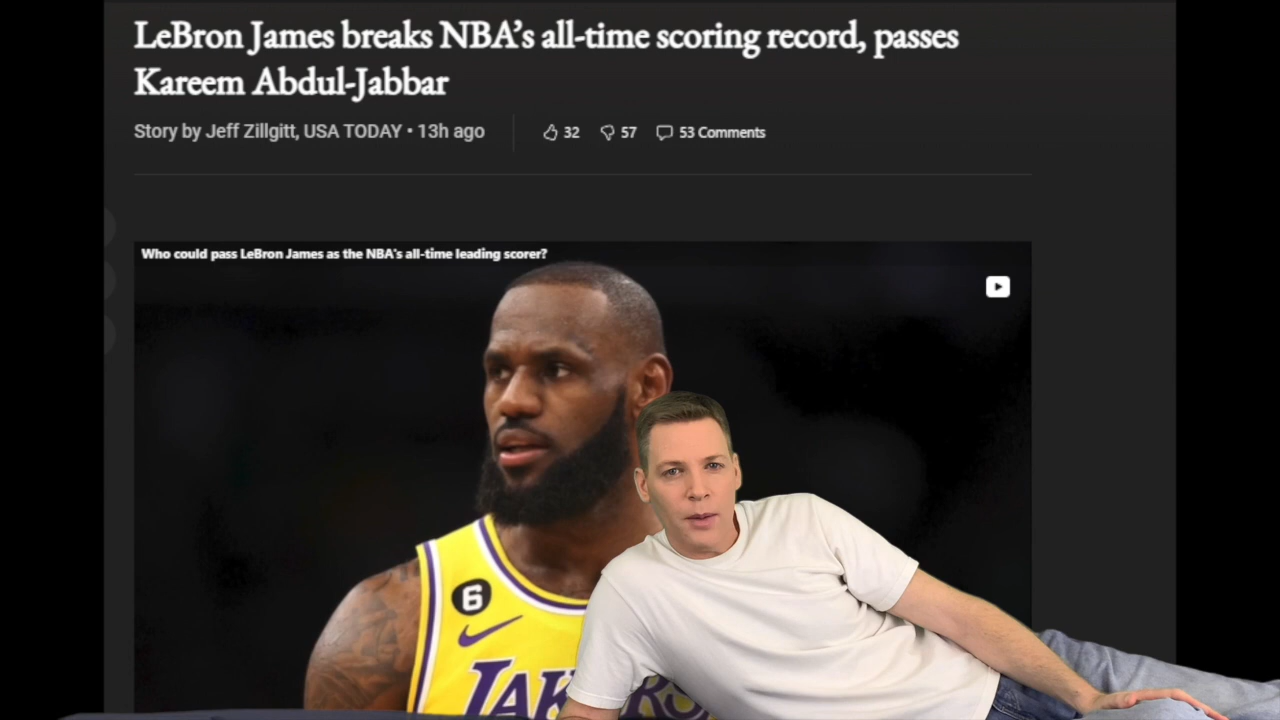 LeBron James breaks NBA’s all-time scoring record, passes
Kareem Abdul-Jabbar
Story by Jeff Zillgitt, USA TODAY • 13h ago
32
57
53 Comments
Who could pass LeBron James as the NBA's all-time leading scorer?
6